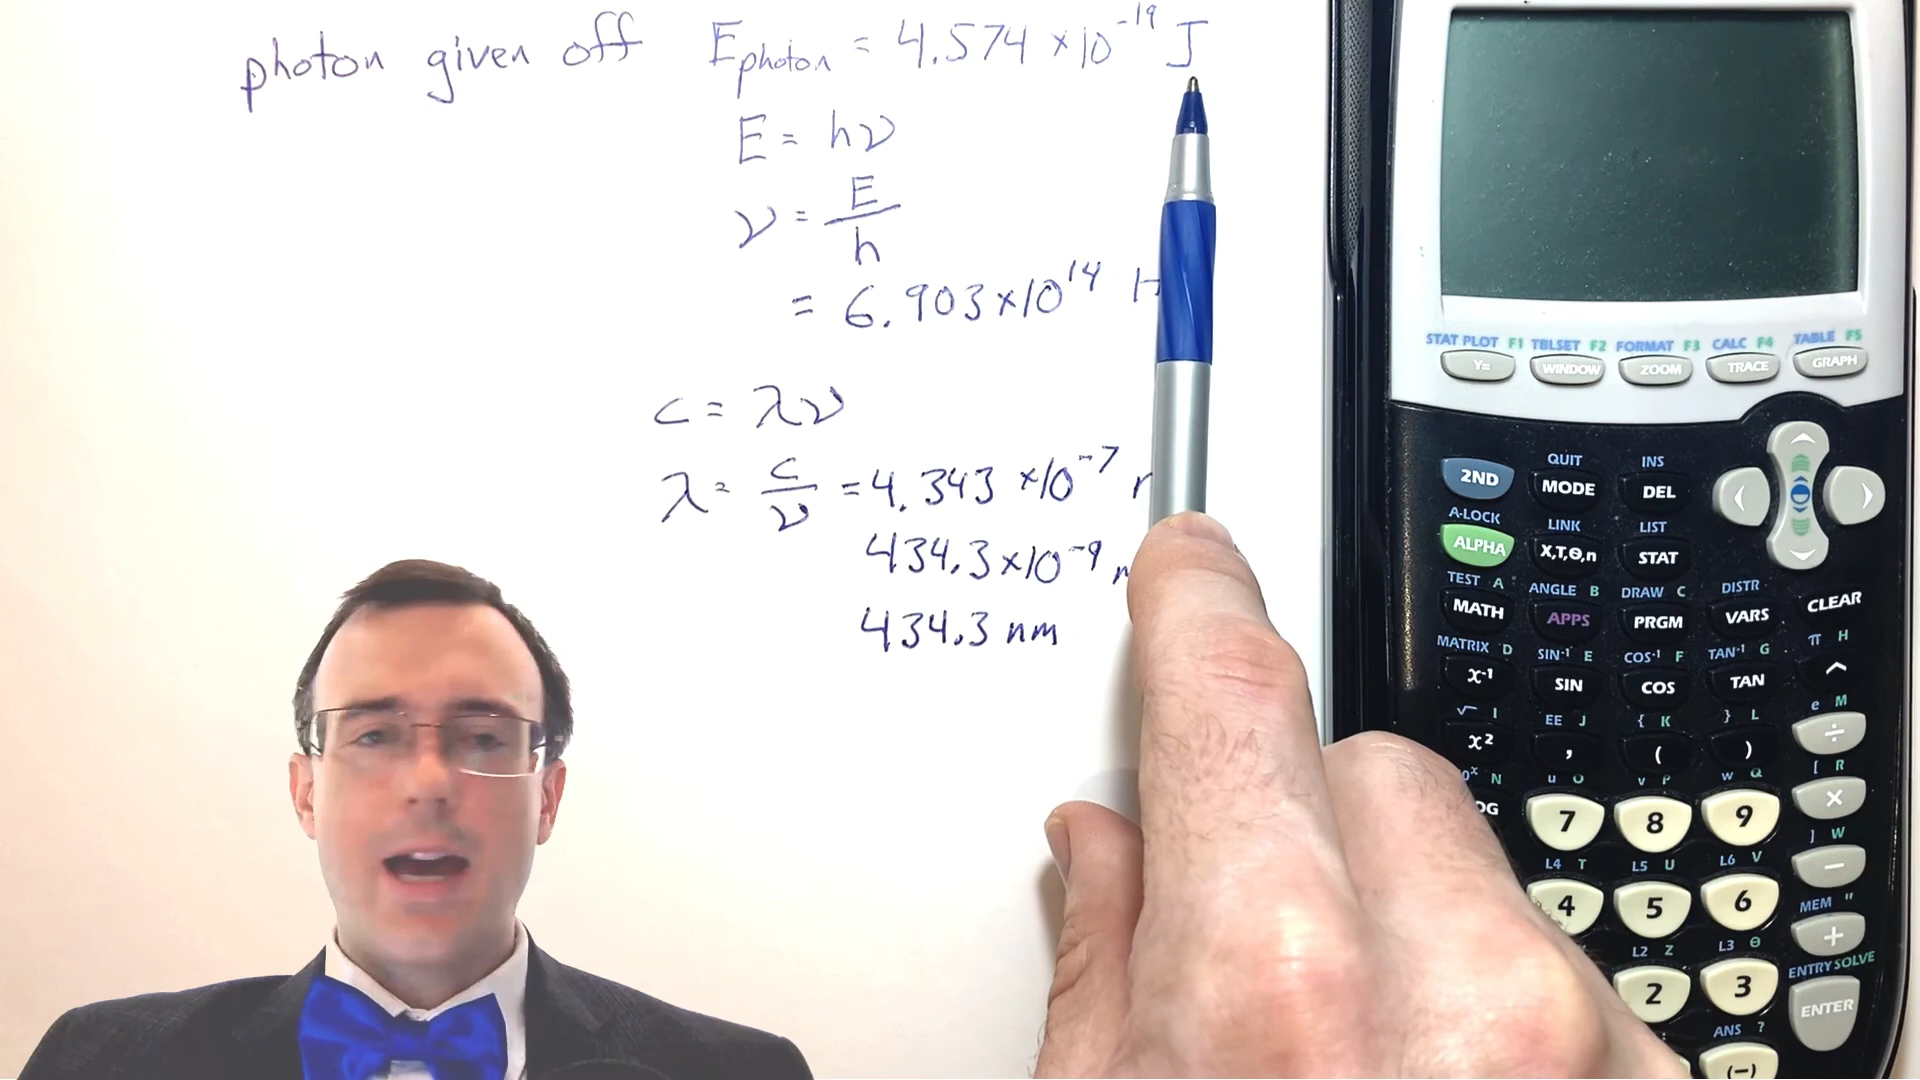 photon given off E photon = 4.574 ×10⁻¹⁹ J
E = hν
ν = E/h
= 6.903×10¹⁴ H
c = λν
λ = c/ν = 4.343 ×10⁻⁷
434.3×10⁻⁹
434.3 nm
STAT PLOT F1 TBLSET F2 FORMAT F3 CALC F4 TABLE F5
Y= WINDOW ZOOM TRACE GRAPH
QUIT INS
2ND MODE DEL
A-LOCK LINK LIST
ALPHA X,T,θ,n STAT
TEST A ANGLE B DRAW C DISTR
MATH APPS PRGM VARS CLEAR
MATRIX D SIN⁻¹ E COS⁻¹ F TAN⁻¹ G π H
x⁻¹ SIN COS TAN ^
√ I EE J { K } L e M
x² , ( ) ÷
N u O v P w Q [ R
OG 7 8 9 ×
L4 T L5 U L6 V ] W
4 5 6 −
L2 Z L3 θ MEM "
2 3 +
ENTRY SOLVE
ANS ? ENTER
(−)